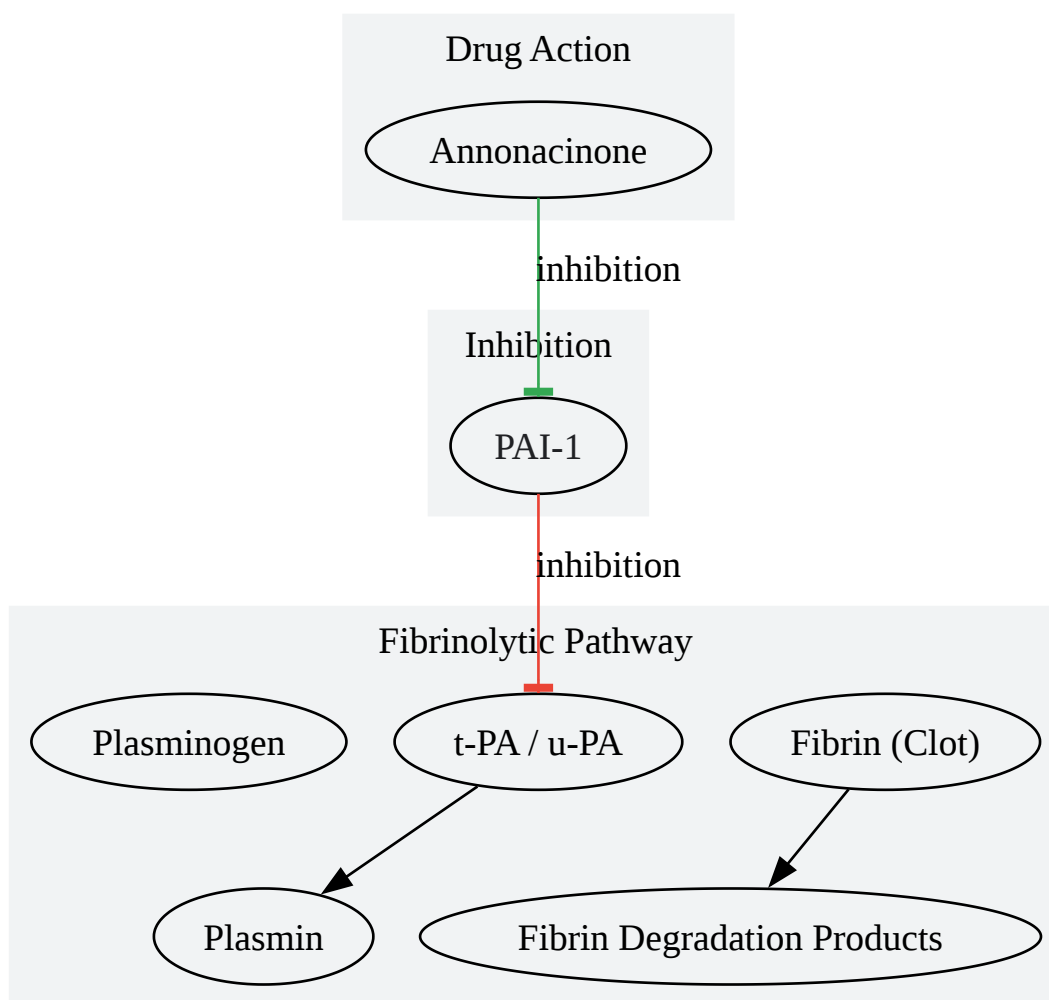 Drug Action
Annonacinone
inhibition
Inhibition
PAI-1
inhibition
Fibrinolytic Pathway
Plasminogen
t-PA / u-PA
Fibrin (Clot)
Plasmin
Fibrin Degradation Products